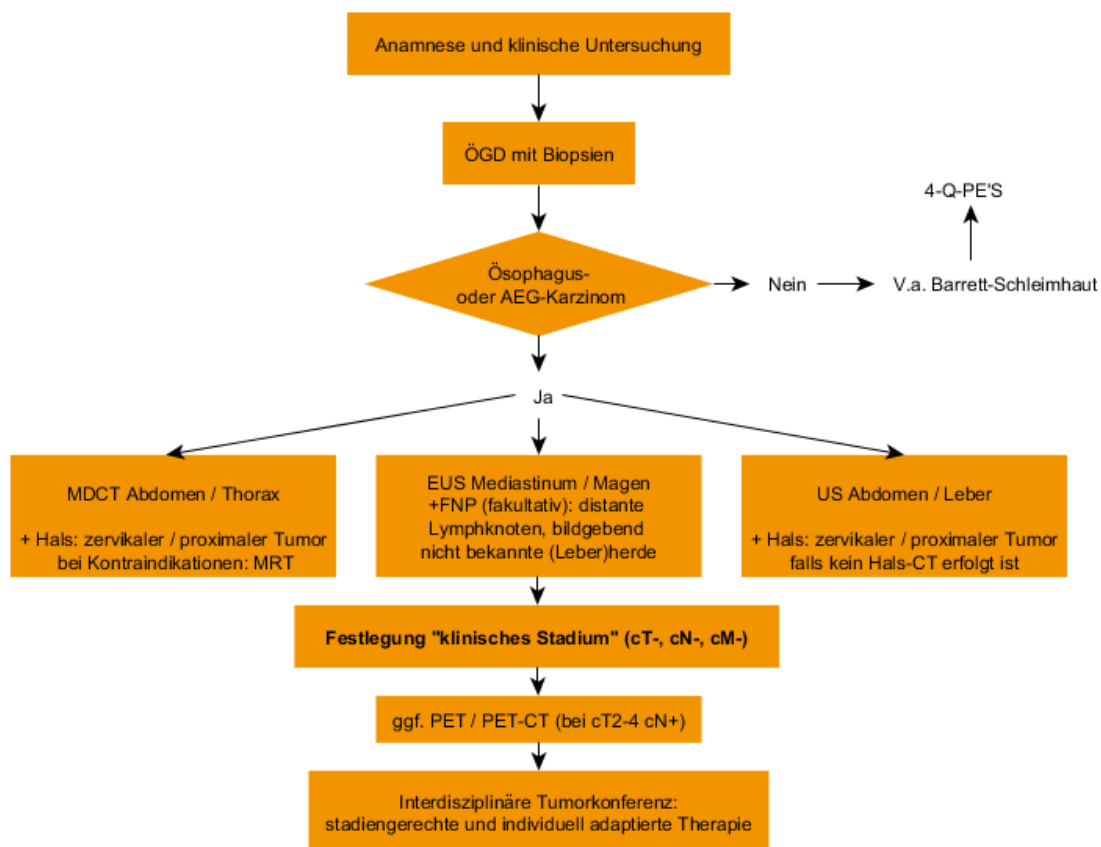 Anamnese und klinische Untersuchung
ÖGD mit Biopsien
4-Q-PE'S
Ösophagus-
oder AEG-Karzinom
Nein
V.a. Barrett-Schleimhaut
Ja
MDCT Abdomen / Thorax
+ Hals: zervikaler / proximaler Tumor
bei Kontraindikationen: MRT
EUS Mediastinum / Magen
+FNP (fakultativ): distante
Lymphknoten, bildgebend
nicht bekannte (Leber)herde
US Abdomen / Leber
+ Hals: zervikaler / proximaler Tumor
falls kein Hals-CT erfolgt ist
Festlegung "klinisches Stadium" (cT-, cN-, cM-)
ggf. PET / PET-CT (bei cT2-4 cN+)
Interdisziplinäre Tumorkonferenz:
stadiengerechte und individuell adaptierte Therapie